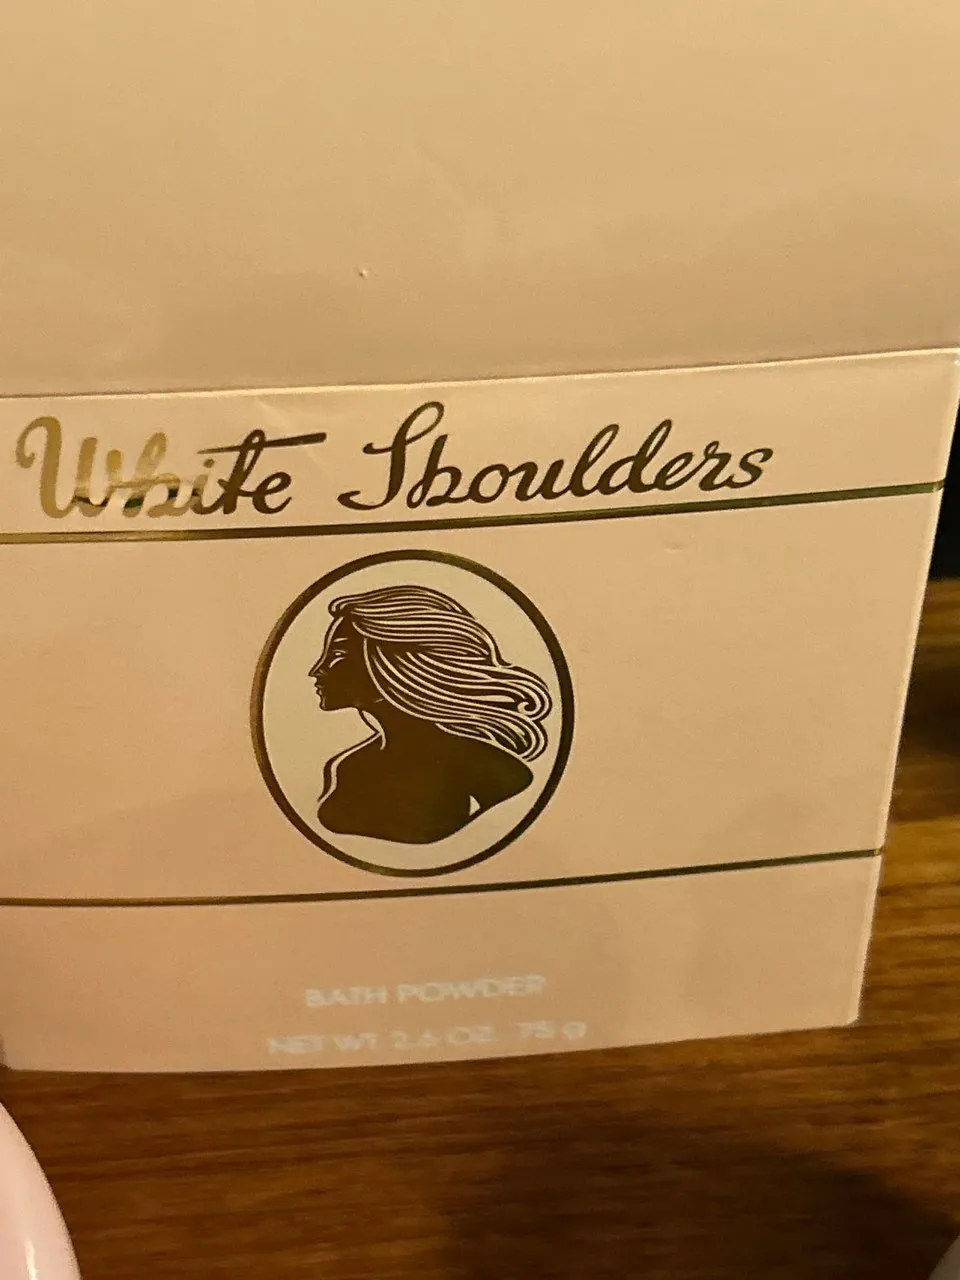 White Shoulders
BATH POWDER
NET WT. 2.6 OZ. 75 g